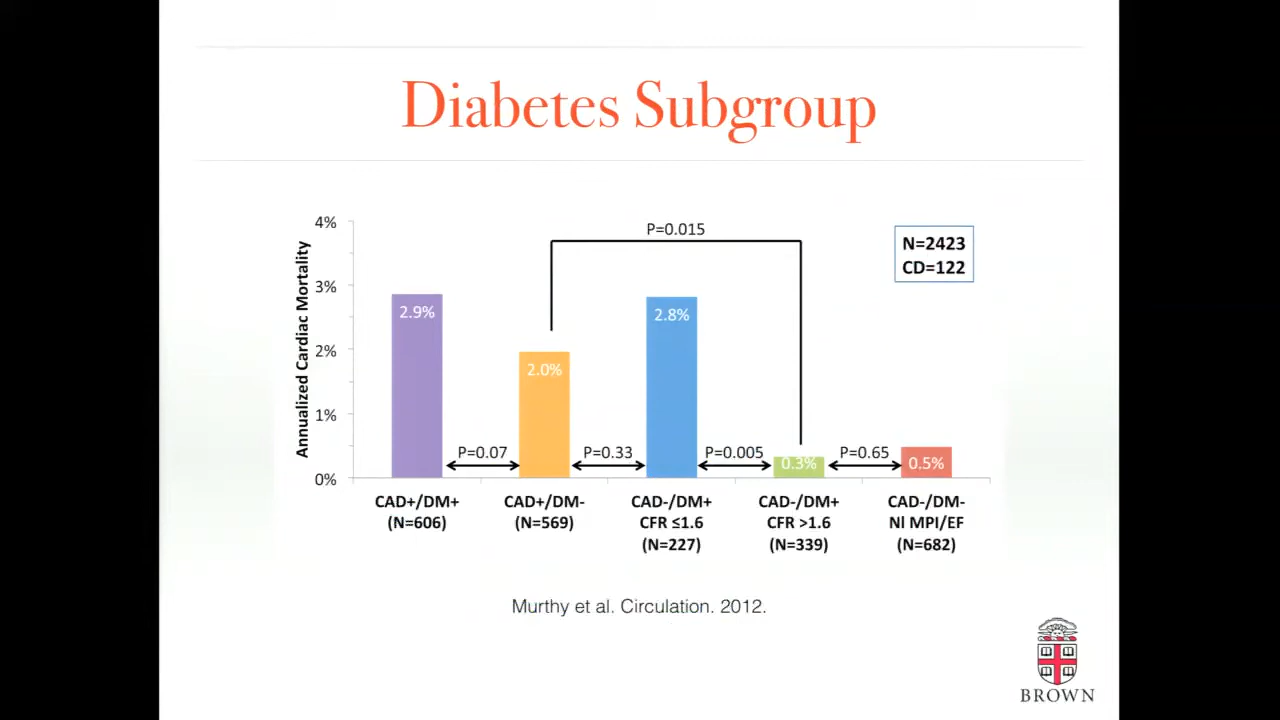 Diabetes Subgroup
P=0.015
N=2423
CD=122
Annualized Cardiac Mortality
4%
3%
2%
1%
0%
2.9%
2.0%
2.8%
0.3%
0.5%
P=0.07
P=0.33
P=0.005
P=0.65
CAD+/DM+
(N=606)
CAD+/DM-
(N=569)
CAD-/DM+
CFR ≤1.6
(N=227)
CAD-/DM+
CFR >1.6
(N=339)
CAD-/DM-
Nl MPI/EF
(N=682)
Murthy et al. Circulation. 2012.
BROWN